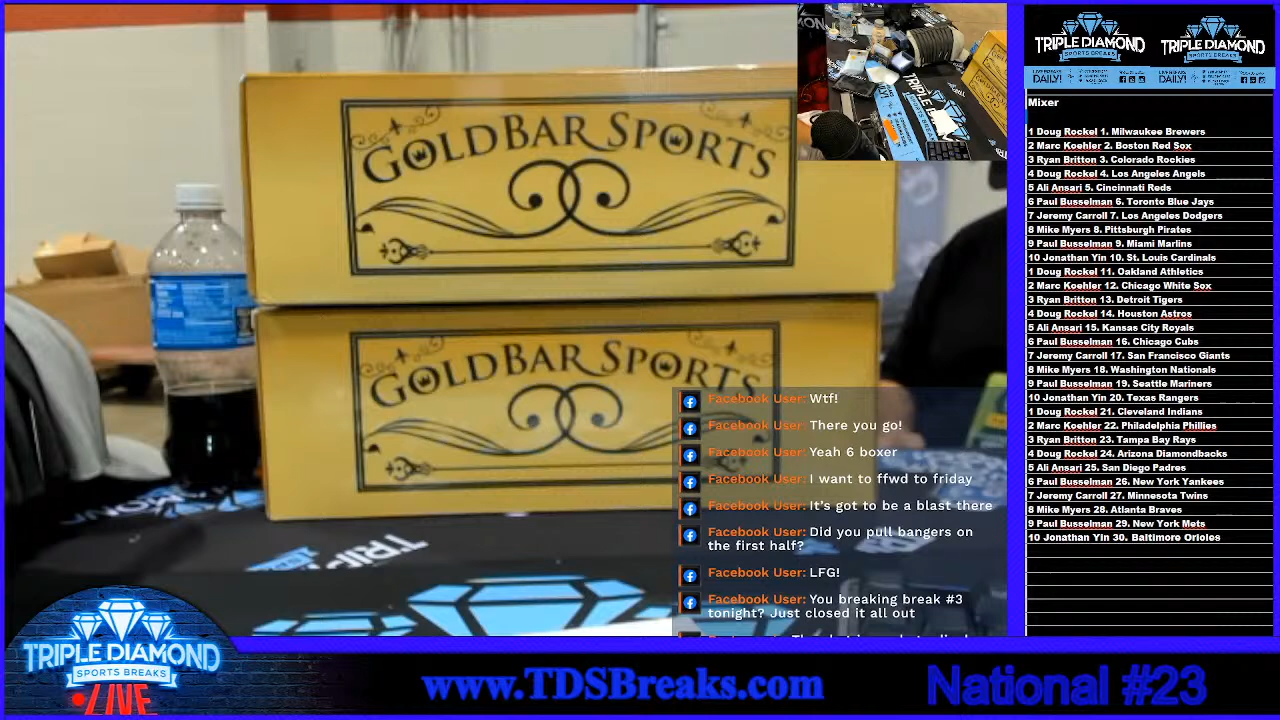 GOLDBAR SPORTS
GOLDBAR SPORTS
TRIPLE DIAMOND
SPORTS BREAKS
TRIPLE DIAMOND
SPORTS BREAKS
TRIPLE DIAMOND
SPORTS BREAKS
LIVE BREAKS
DAILY!
LIVE BREAKS
DAILY!
Mixer
1 Doug Rockel 1. Milwaukee Brewers
2 Marc Koehler 2. Boston Red Sox
3 Ryan Britton 3. Colorado Rockies
4 Doug Rockel 4. Los Angeles Angels
5 Ali Ansari 5. Cincinnati Reds
6 Paul Busselman 6. Toronto Blue Jays
7 Jeremy Carroll 7. Los Angeles Dodgers
8 Mike Myers 8. Pittsburgh Pirates
9 Paul Busselman 9. Miami Marlins
10 Jonathan Yin 10. St. Louis Cardinals
1 Doug Rockel 11. Oakland Athletics
2 Marc Koehler 12. Chicago White Sox
3 Ryan Britton 13. Detroit Tigers
4 Doug Rockel 14. Houston Astros
5 Ali Ansari 15. Kansas City Royals
6 Paul Busselman 16. Chicago Cubs
7 Jeremy Carroll 17. San Francisco Giants
8 Mike Myers 18. Washington Nationals
9 Paul Busselman 19. Seattle Mariners
10 Jonathan Yin 20. Texas Rangers
1 Doug Rockel 21. Cleveland Indians
2 Marc Koehler 22. Philadelphia Phillies
3 Ryan Britton 23. Tampa Bay Rays
4 Doug Rockel 24. Arizona Diamondbacks
5 Ali Ansari 25. San Diego Padres
6 Paul Busselman 26. New York Yankees
7 Jeremy Carroll 27. Minnesota Twins
8 Mike Myers 28. Atlanta Braves
9 Paul Busselman 29. New York Mets
10 Jonathan Yin 30. Baltimore Orioles
Facebook User: Wtf!
Facebook User: There you go!
Facebook User: Yeah 6 boxer
Facebook User: I want to ffwd to friday
Facebook User: It's got to be a blast there
Facebook User: Did you pull bangers on
the first half?
Facebook User: LFG!
Facebook User: You breaking break #3
tonight? Just closed it all out
TRIPLE DIAMOND
SPORTS BREAKS
LIVE
www.TDSBreaks.com
National #23